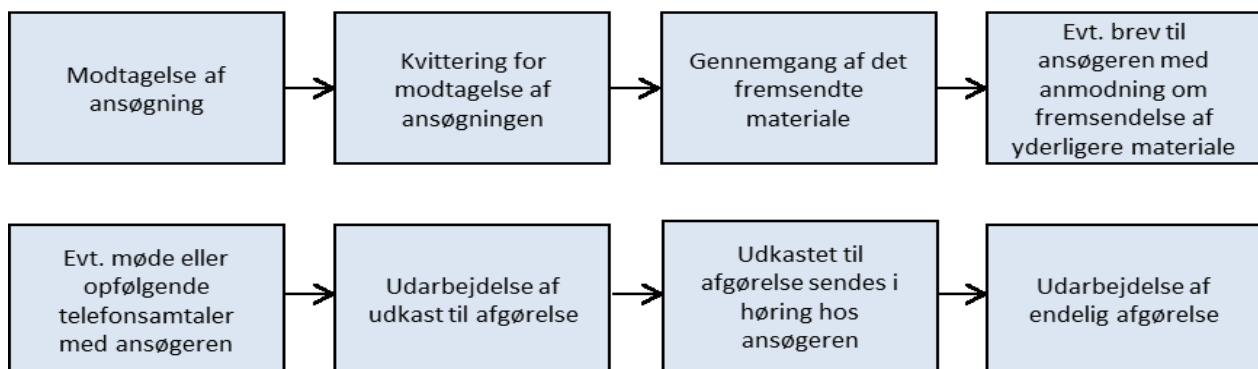 Modtagelse af
ansøgning
Kvittering for
modtagelse af
ansøgningen
Gennemgang af det
fremsendte
materiale
Evt. brev til
ansøgeren med
anmodning om
fremsendelse af
yderligere materiale
Evt. møde eller
opfølgende
telefonsamtaler
med ansøgeren
Udarbejdelse af
udkast til afgørelse
Udkastet til
afgørelse sendes i
høring hos
ansøgeren
Udarbejdelse af
endelig afgørelse